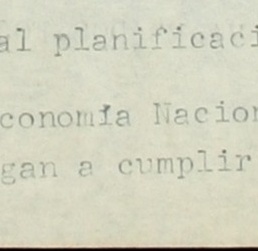 al planificaci
conomía Nacion
gan a cumplir